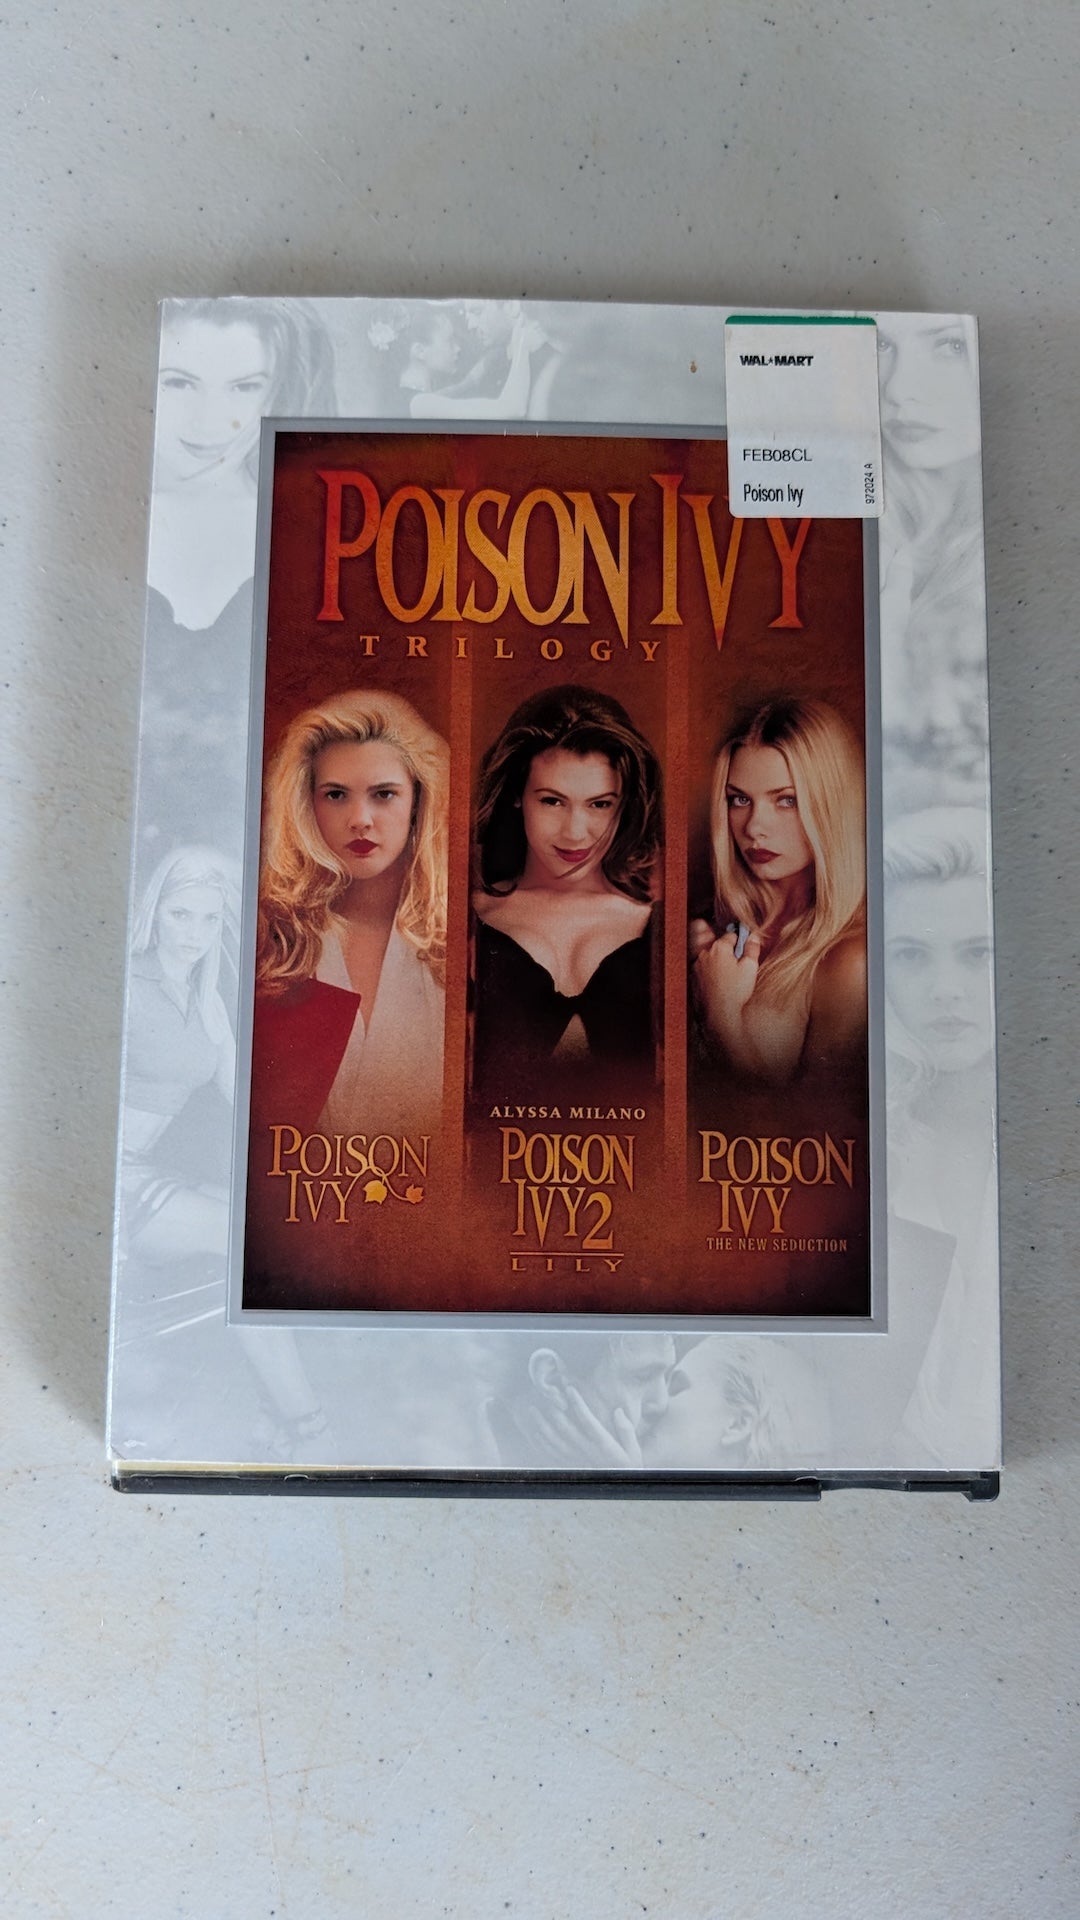 WAL★MART
FEB08CL
Poison Ivy
972024 A
POISON IVY
TRILOGY
POISON
IVY
ALYSSA MILANO
POISON
IVY 2
LILY
POISON
IVY
THE NEW SEDUCTION